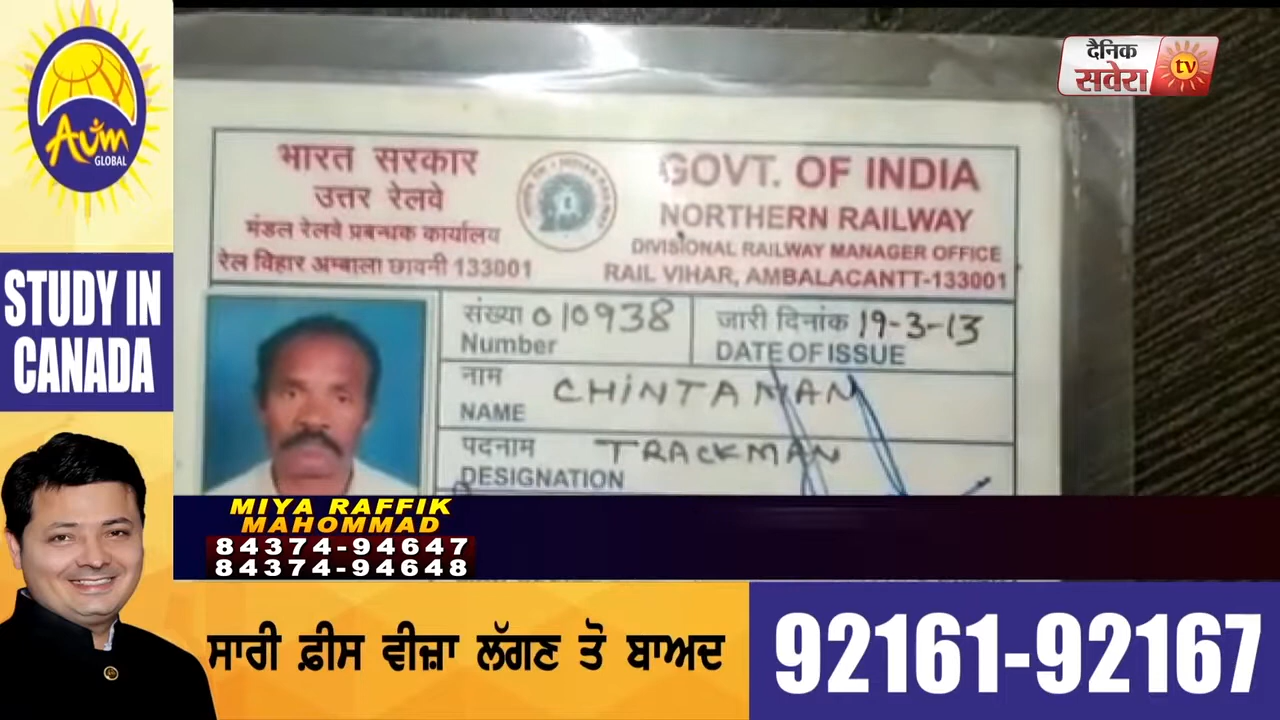 Aum
GLOBAL
STUDY IN
CANADA
दैनिक
सवेरा
tv
भारत सरकार
उत्तर रेलवे
मंडल रेलवे प्रबन्धक कार्यालय
रेल विहार अम्बाला छावनी 133001
GOVT. OF INDIA
NORTHERN RAILWAY
DIVISIONAL RAILWAY MANAGER OFFICE
RAIL VIHAR, AMBALACANTT-133001
संख्या 010938
Number
जारी दिनांक 19-3-13
DATE OF ISSUE
नाम
NAME CHiNTAMAN
पदनाम
DESIGNATION TRACKMAN
MIYA RAFFIK
MAHOMMAD
84374-94647
84374-94648
ਸਾਰੀ ਫ਼ੀਸ ਵੀਜ਼ਾ ਲੱਗਣ ਤੋਂ ਬਾਅਦ
92161-92167